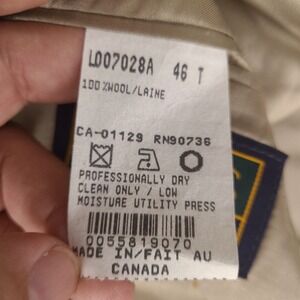 L007028A 46 T
100%WOOL/LAINE
CA-01129 RN90736
PROFESSIONALLY DRY
CLEAN ONLY / LOW
MOISTURE UTILITY PRESS
0055819070
MADE IN/FAIT AU
CANADA